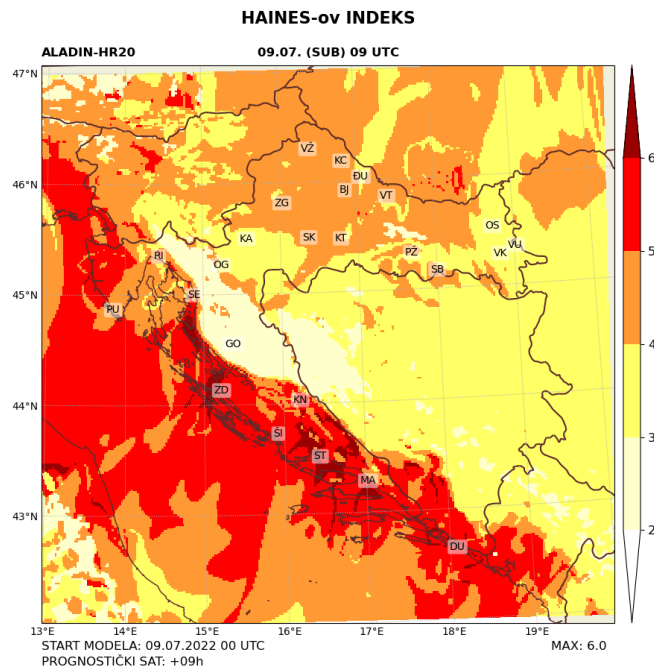 HAINES-ov INDEKS
ALADIN-HR20 09.07. (SUB) 09 UTC
47°N
46°N
45°N
44°N
43°N
13°E 14°E 15°E 16°E 17°E 18°E 19°E
VŽ
KC
ĐU
BJ
VT
ZG
OS
KA
SK
KT
VU
PŽ
VK
RI
OG
SB
SE
PU
GO
ZD
KN
ŠI
ST
MA
DU
6
5
4
3
2
START MODELA: 09.07.2022 00 UTC MAX: 6.0
PROGNOSTIČKI SAT: +09h